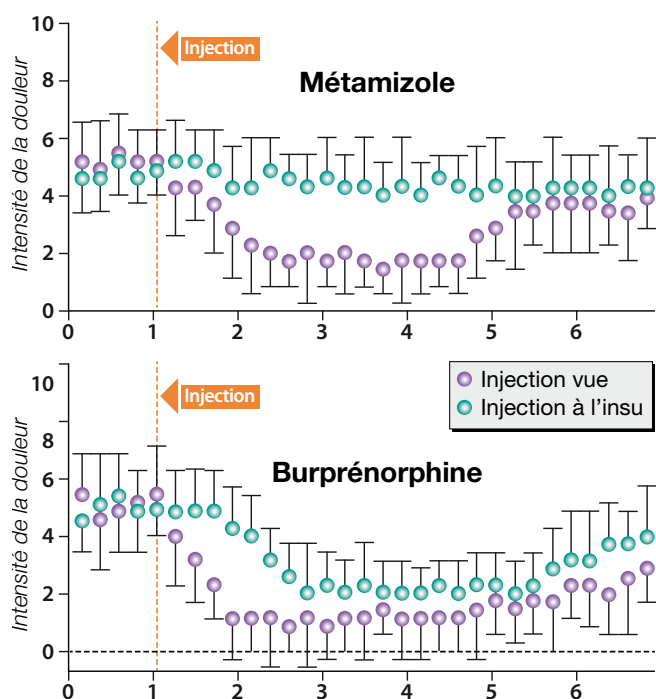 10
Injection
Métamizole
8
6
4
2
0
Intensité de la douleur
0 1 2 3 4 5 6
10
Injection
Injection vue
Injection à l'insu
8
Burprénorphine
6
4
2
0
Intensité de la douleur
0 1 2 3 4 5 6